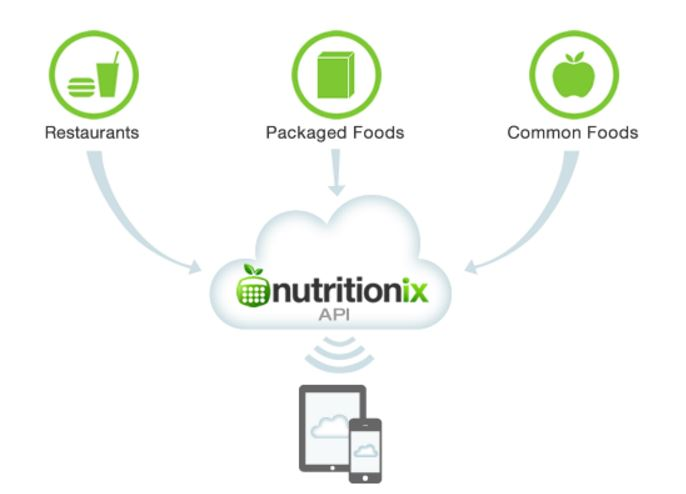 Restaurants
Packaged Foods
Common Foods
nutritionix
API